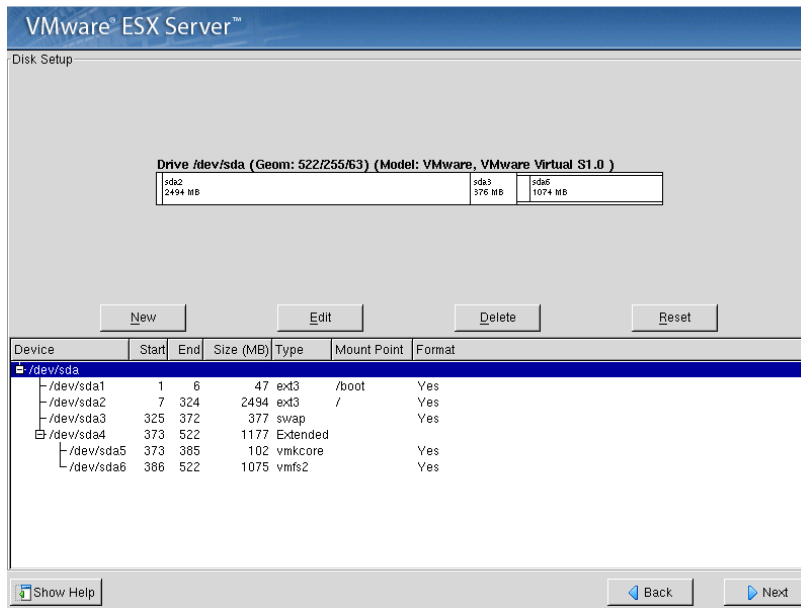 VMware® ESX Server™
Disk Setup
Drive /dev/sda (Geom: 522/255/63) (Model: VMware, VMware Virtual S1.0 )
sda2 sda3 sda6
2494 MB 376 MB 1074 MB
New Edit Delete Reset
Device Start End Size (MB) Type Mount Point Format
/dev/sda
/dev/sda1 1 6 47 ext3 /boot Yes
/dev/sda2 7 324 2494 ext3 / Yes
/dev/sda3 325 372 377 swap Yes
/dev/sda4 373 522 1177 Extended
/dev/sda5 373 385 102 vmkcore Yes
/dev/sda6 386 522 1075 vmfs2 Yes
Show Help Back Next